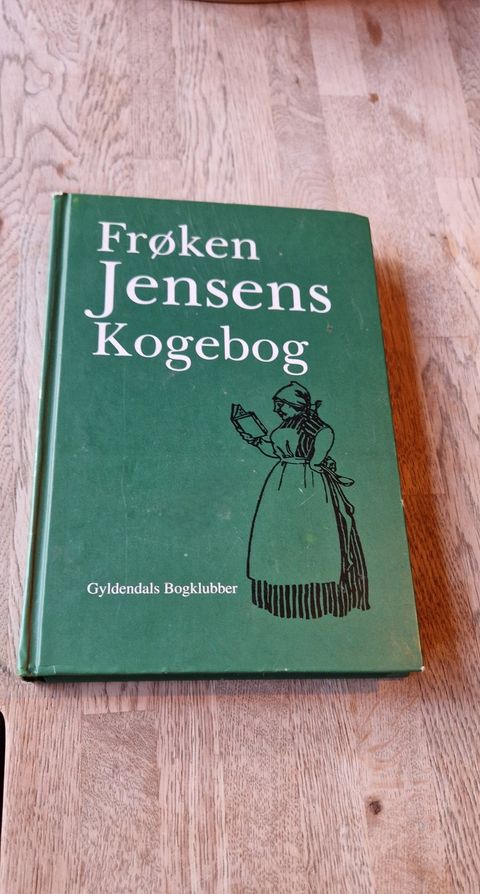 Frøken
Jensens
Kogebog
Gyldendals Bogklubber